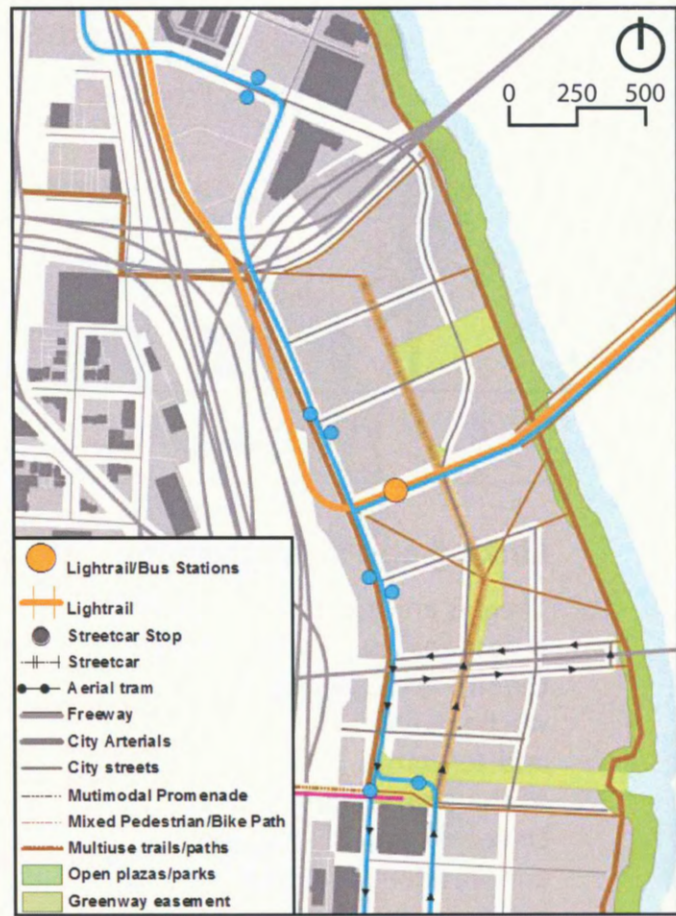 0 250 500
Lightrail/Bus Stations
Lightrail
Streetcar Stop
Streetcar
Aerial tram
Freeway
City Arterials
City streets
Mutimodal Promenade
Mixed Pedestrian/Bike Path
Multiuse trails/paths
Open plazas/parks
Greenway easement